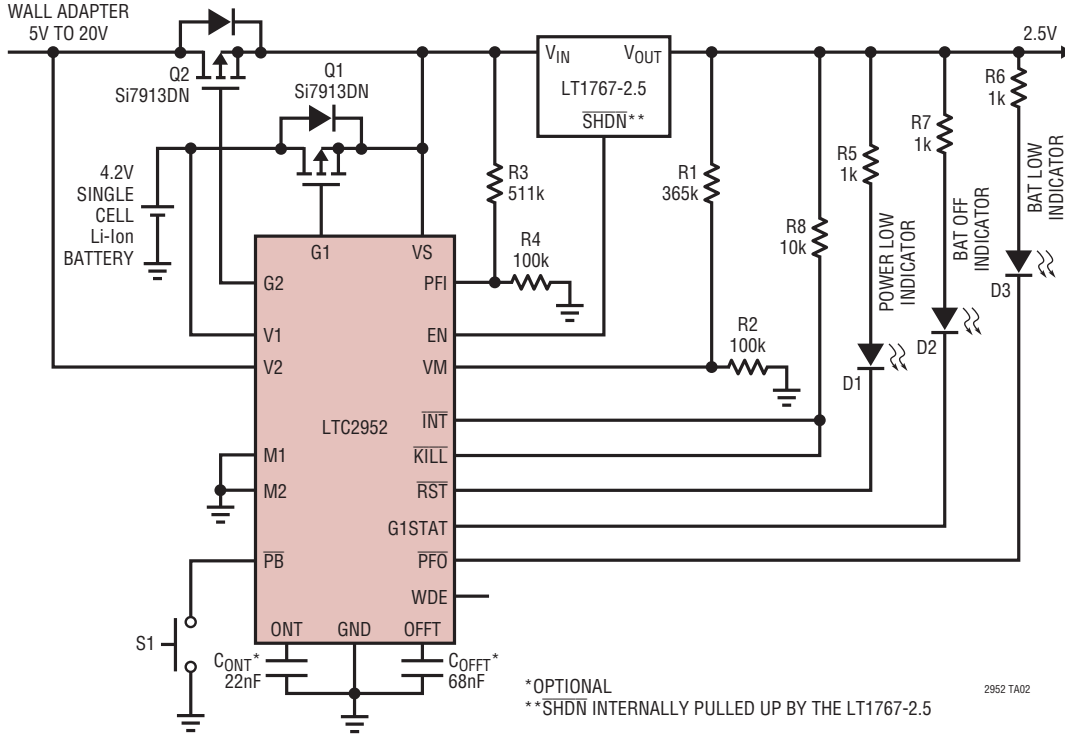 WALL ADAPTER
5V TO 20V
Q2
Si7913DN
Q1
Si7913DN
VIN
VOUT
LT1767-2.5
SHDN**
2.5V
R6
1k
R7
1k
R5
1k
R3
511k
R1
365k
R8
10k
R4
100k
R2
100k
4.2V
SINGLE
CELL
Li-Ion
BATTERY
POWER LOW
INDICATOR
BAT OFF
INDICATOR
BAT LOW
INDICATOR
D1
D2
D3
G1
VS
G2
V1
V2
M1
M2
PB
PFI
EN
VM
LTC2952
INT
KILL
RST
G1STAT
PFO
WDE
ONT
GND
OFFT
S1
CONT*
22nF
COFFT*
68nF
*OPTIONAL
**SHDN INTERNALLY PULLED UP BY THE LT1767-2.5
2952 TA02